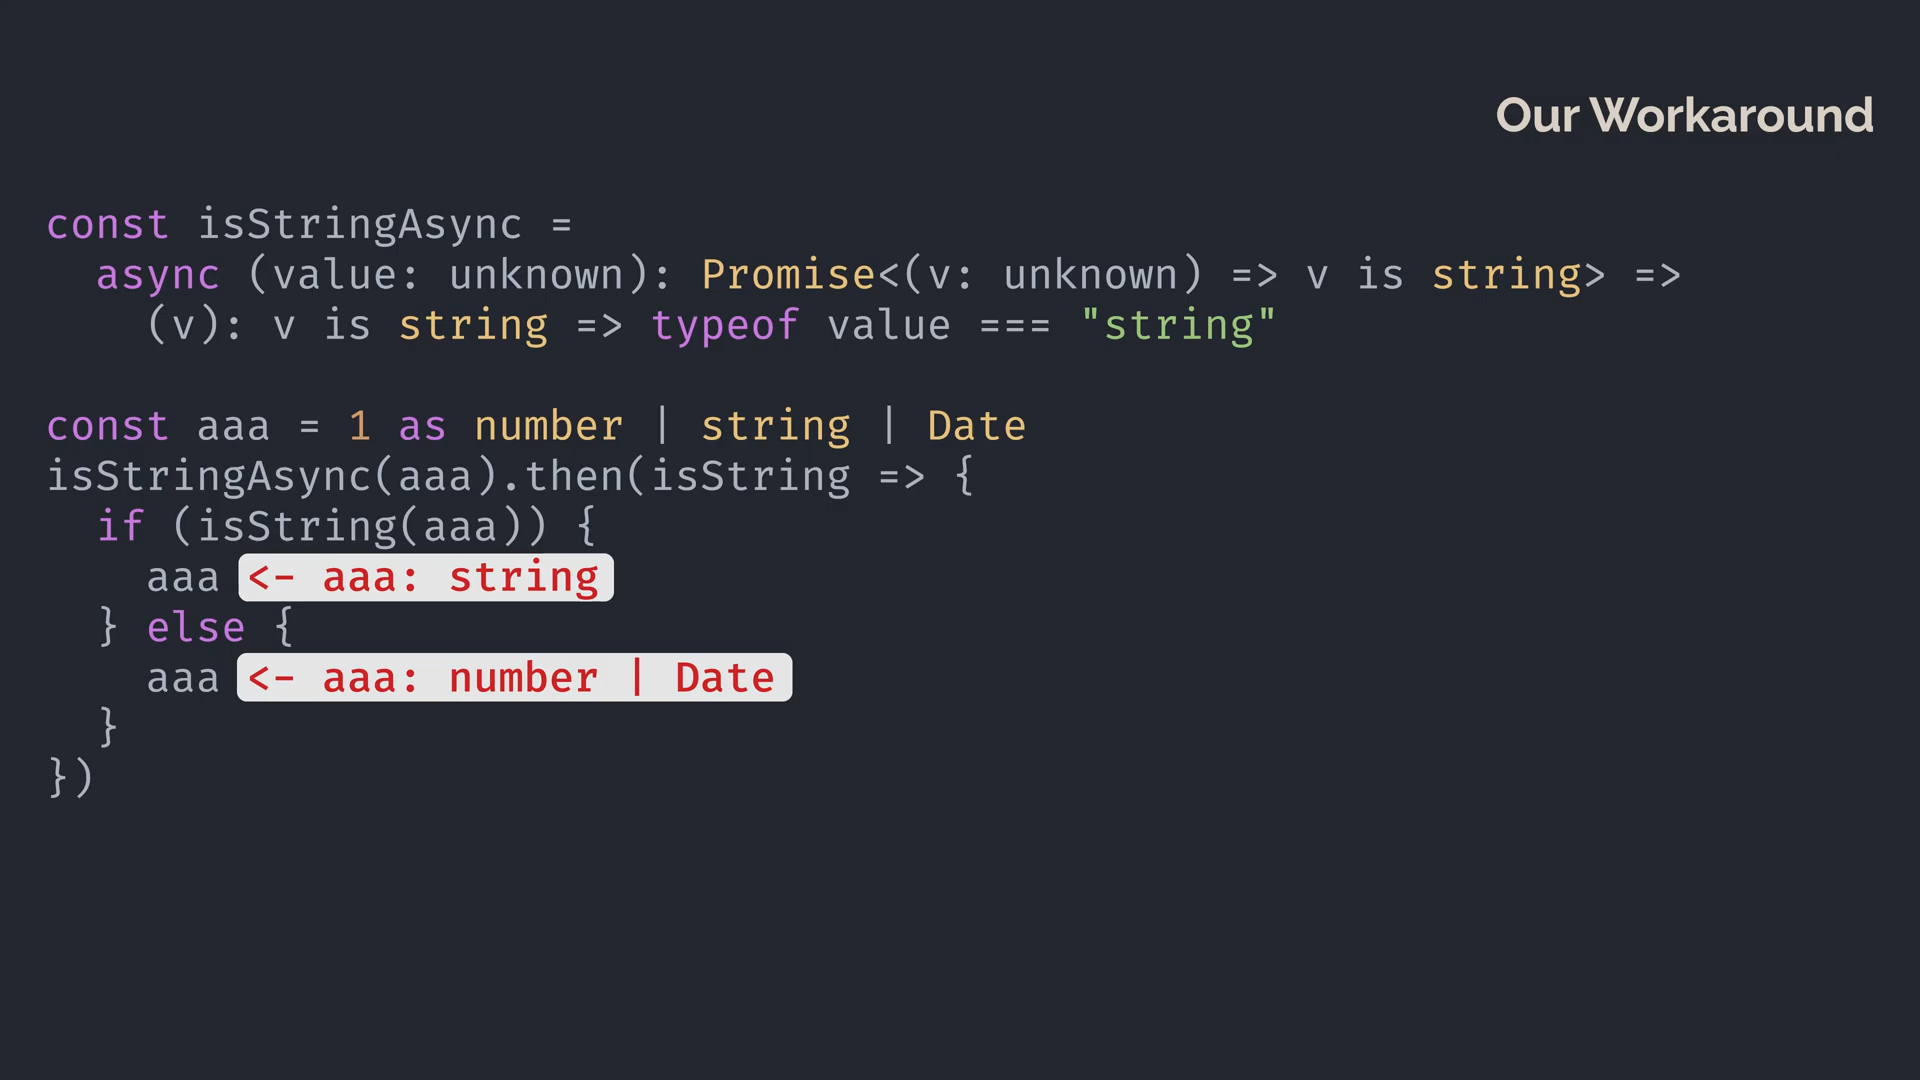 Our Workaround
const isStringAsync =
  async (value: unknown): Promise<(v: unknown) => v is string> =>
    (v): v is string => typeof value === "string"
const aaa = 1 as number | string | Date
isStringAsync(aaa).then(isString => {
  if (isString(aaa)) {
    aaa <- aaa: string
  } else {
    aaa <- aaa: number | Date
  }
})